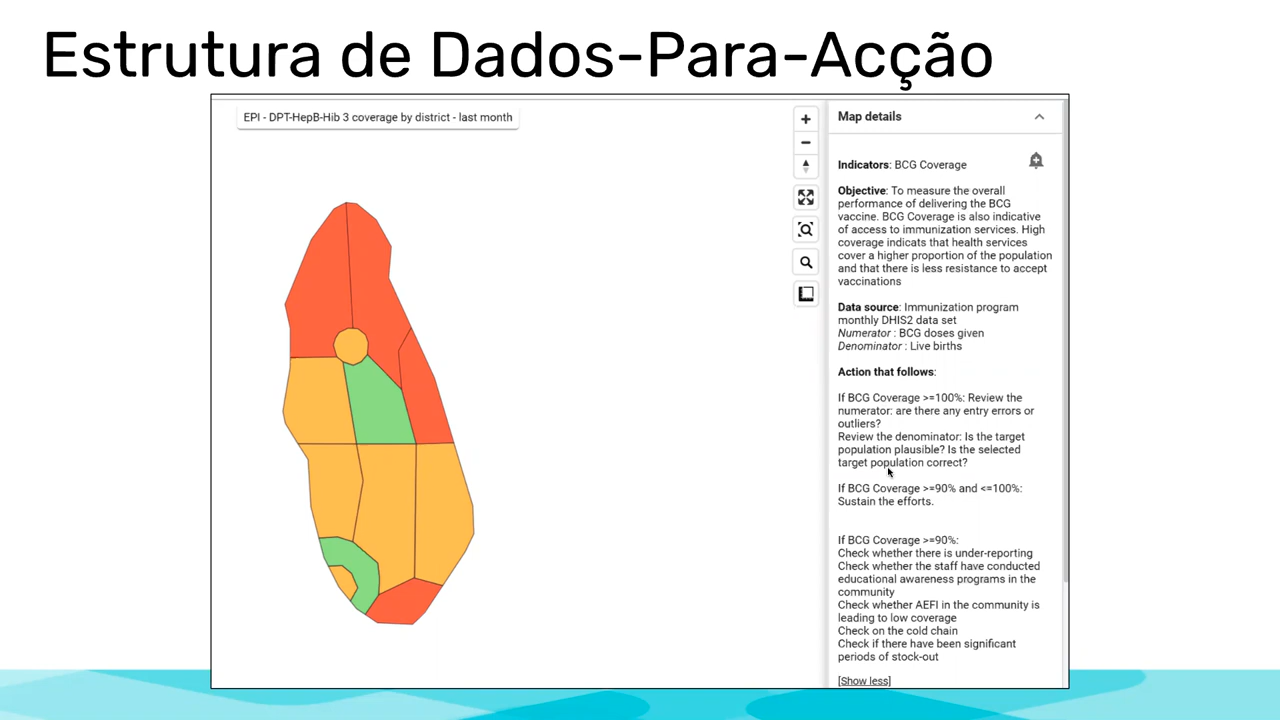 Estrutura de Dados-Para-Acção
EPI - DPT-HepB-Hib 3 coverage by district - last month
Map details
Indicators: BCG Coverage
Objective: To measure the overall
performance of delivering the BCG
vaccine. BCG Coverage is also indicative
of access to immunization services. High
coverage indicats that health services
cover a higher proportion of the population
and that there is less resistance to accept
vaccinations
Data source: Immunization program
monthly DHIS2 data set
Numerator : BCG doses given
Denominator : Live births
Action that follows:
If BCG Coverage >=100%: Review the
numerator: are there any entry errors or
outliers?
Review the denominator: Is the target
population plausible? Is the selected
target population correct?
If BCG Coverage >=90% and <=100%:
Sustain the efforts.
If BCG Coverage >=90%:
Check whether there is under-reporting
Check whether the staff have conducted
educational awareness programs in the
community
Check whether AEFI in the community is
leading to low coverage
Check on the cold chain
Check if there have been significant
periods of stock-out
[Show less]